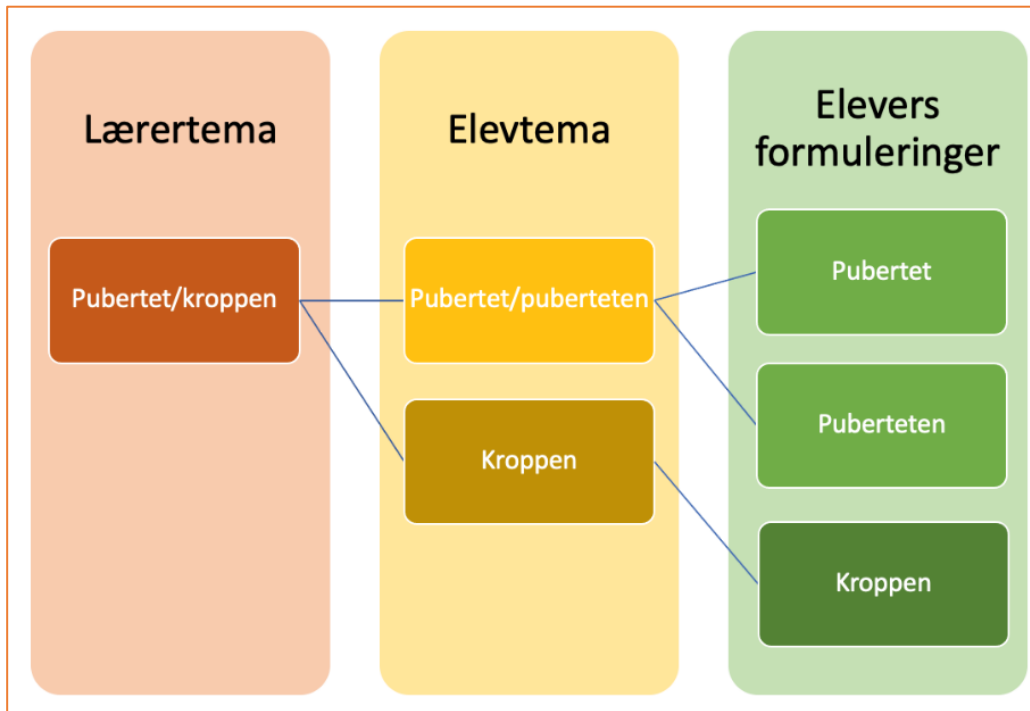 Lærertema
Pubertet/kroppen
Elevtema
Pubertet/puberteten
Kroppen
Elevers
formuleringer
Pubertet
Puberteten
Kroppen